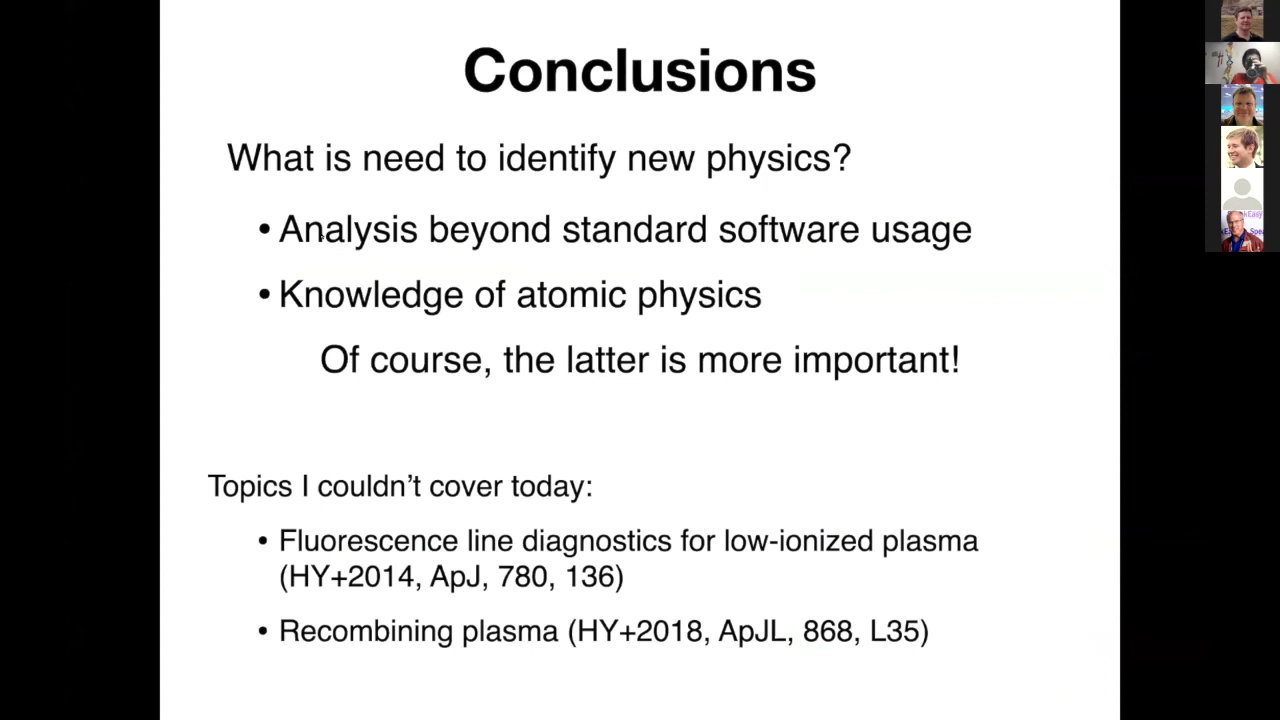 Conclusions
What is need to identify new physics?
• Analysis beyond standard software usage
• Knowledge of atomic physics
Of course, the latter is more important!
Topics I couldn’t cover today:
• Fluorescence line diagnostics for low-ionized plasma
(HY+2014, ApJ, 780, 136)
• Recombining plasma (HY+2018, ApJL, 868, L35)